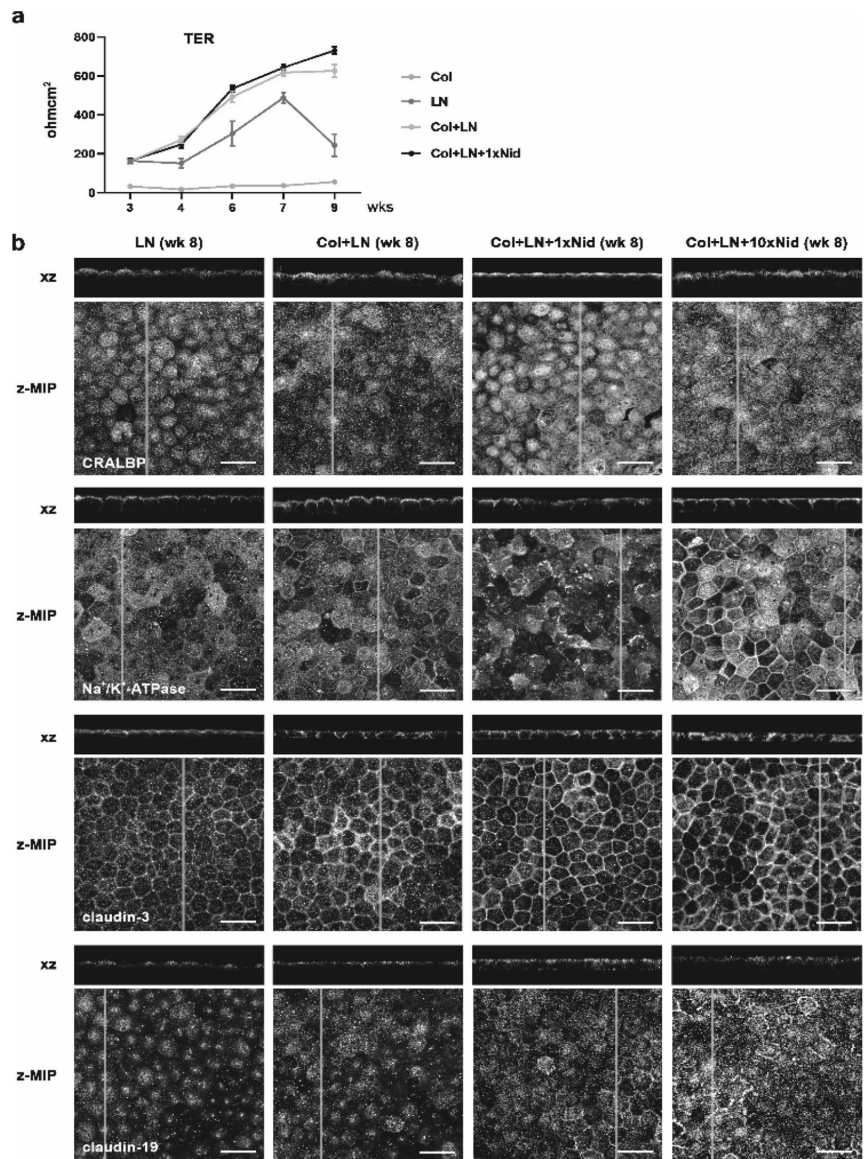 a
TER
800
600
400
200
0
ohmcm²
3 4 6 7 9 wks
Col
LN
Col+LN
Col+LN+1xNid
b
LN (wk 8) Col+LN (wk 8) Col+LN+1xNid (wk 8) Col+LN+10xNid (wk 8)
xz
z-MIP
CRALBP
xz
z-MIP
Na⁺/K⁺-ATPase
xz
z-MIP
claudin-3
xz
z-MIP
claudin-19